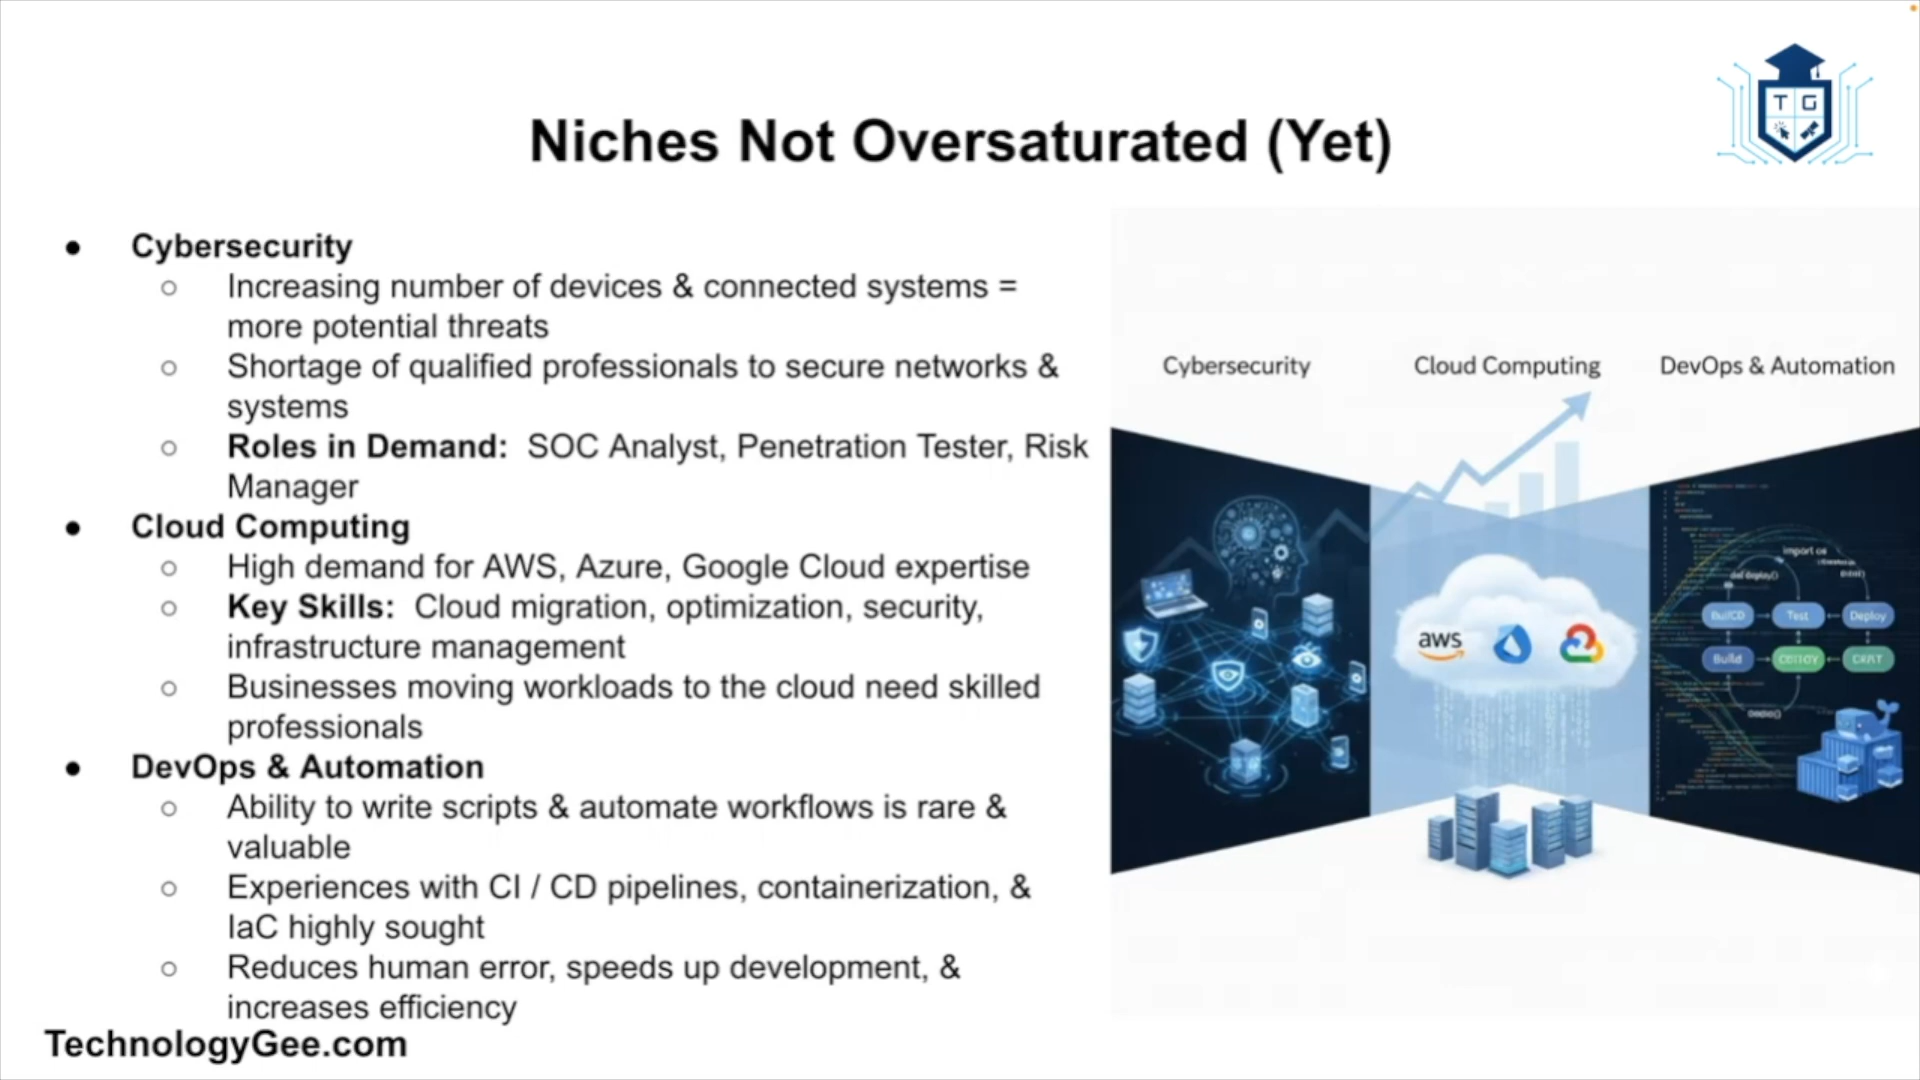 T G
Niches Not Oversaturated (Yet)
● Cybersecurity
○ Increasing number of devices & connected systems =
more potential threats
○ Shortage of qualified professionals to secure networks &
systems
○ Roles in Demand: SOC Analyst, Penetration Tester, Risk
Manager
● Cloud Computing
○ High demand for AWS, Azure, Google Cloud expertise
○ Key Skills: Cloud migration, optimization, security,
infrastructure management
○ Businesses moving workloads to the cloud need skilled
professionals
● DevOps & Automation
○ Ability to write scripts & automate workflows is rare &
valuable
○ Experiences with CI / CD pipelines, containerization, &
IaC highly sought
○ Reduces human error, speeds up development, &
increases efficiency
TechnologyGee.com
Cybersecurity
Cloud Computing
DevOps & Automation
aws
import
Test
Deploy
Build